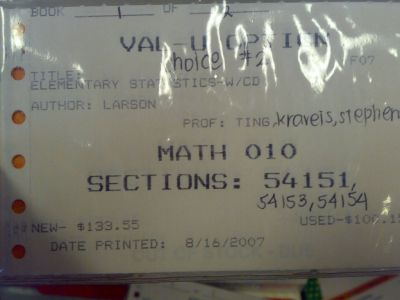 BOOK 1 OF 2
VAL-U OPTION
Choice #2
F07
TITLE:
ELEMENTARY STATISTICS-W/CD
AUTHOR: LARSON
PROF: TING, kraveis, stephen
MATH 010
SECTIONS: 54151,
54153, 54154
NEW- $133.55 USED-$100.15
DATE PRINTED: 8/16/2007